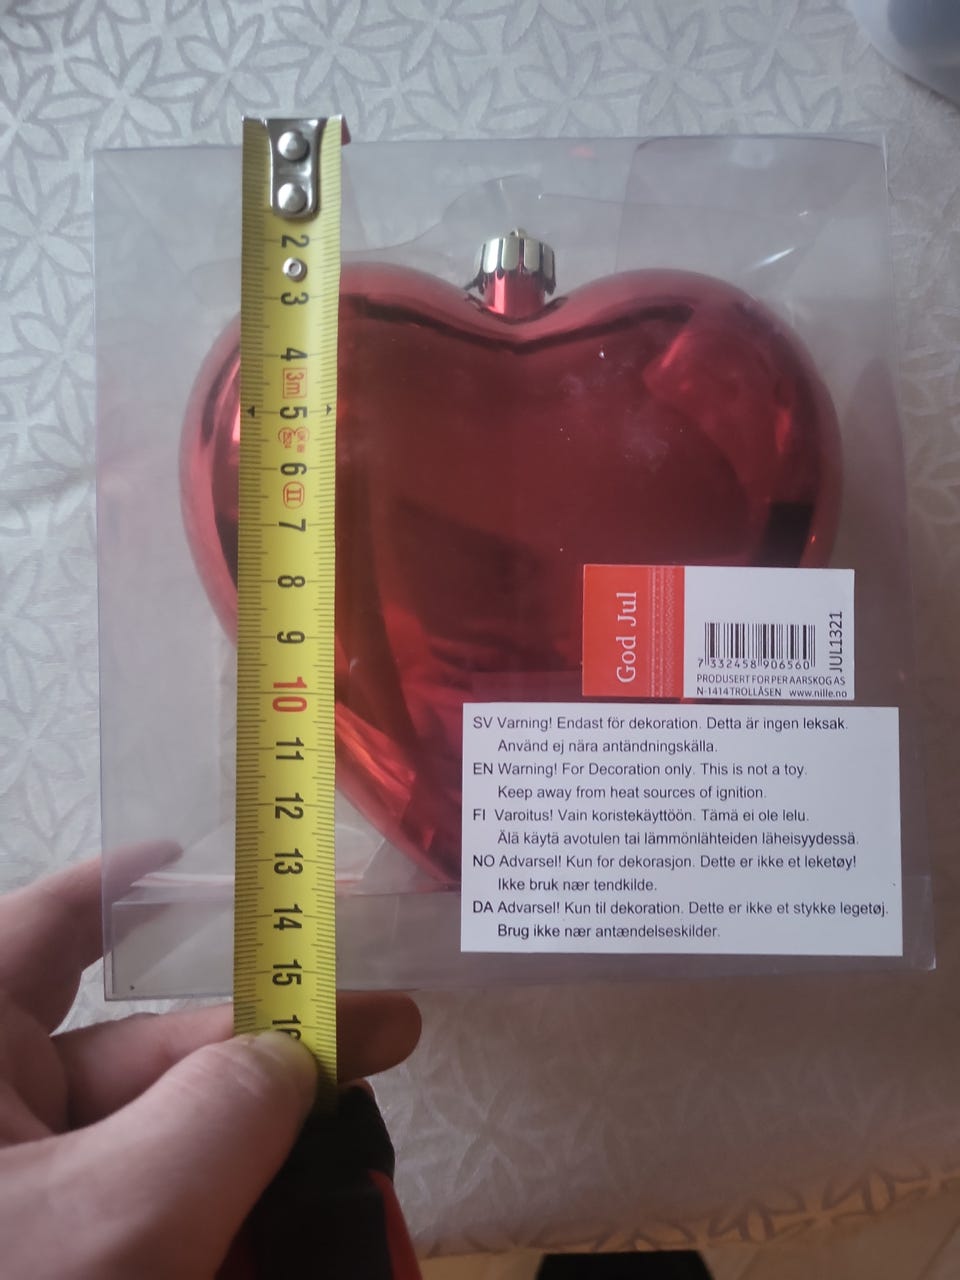 2
3
4
3m
5
6
II
7
8
9
10
11
12
13
14
15
16
God Jul
7 332458 906560
JUL1321
PRODUSERT FOR PER AARSKOG AS
N-1414 TROLLÅSEN www.nille.no
SV Varning! Endast för dekoration. Detta är ingen leksak.
Använd ej nära antändningskälla.
EN Warning! For Decoration only. This is not a toy.
Keep away from heat sources of ignition.
FI Varoitus! Vain koristekäyttöön. Tämä ei ole lelu.
Älä käytä avotulen tai lämmönlähteiden läheisyydessä.
NO Advarsel! Kun for dekorasjon. Dette er ikke et leketøy!
Ikke bruk nær tendkilde.
DA Advarsel! Kun til dekoration. Dette er ikke et stykke legetøj.
Brug ikke nær antændelseskilder.